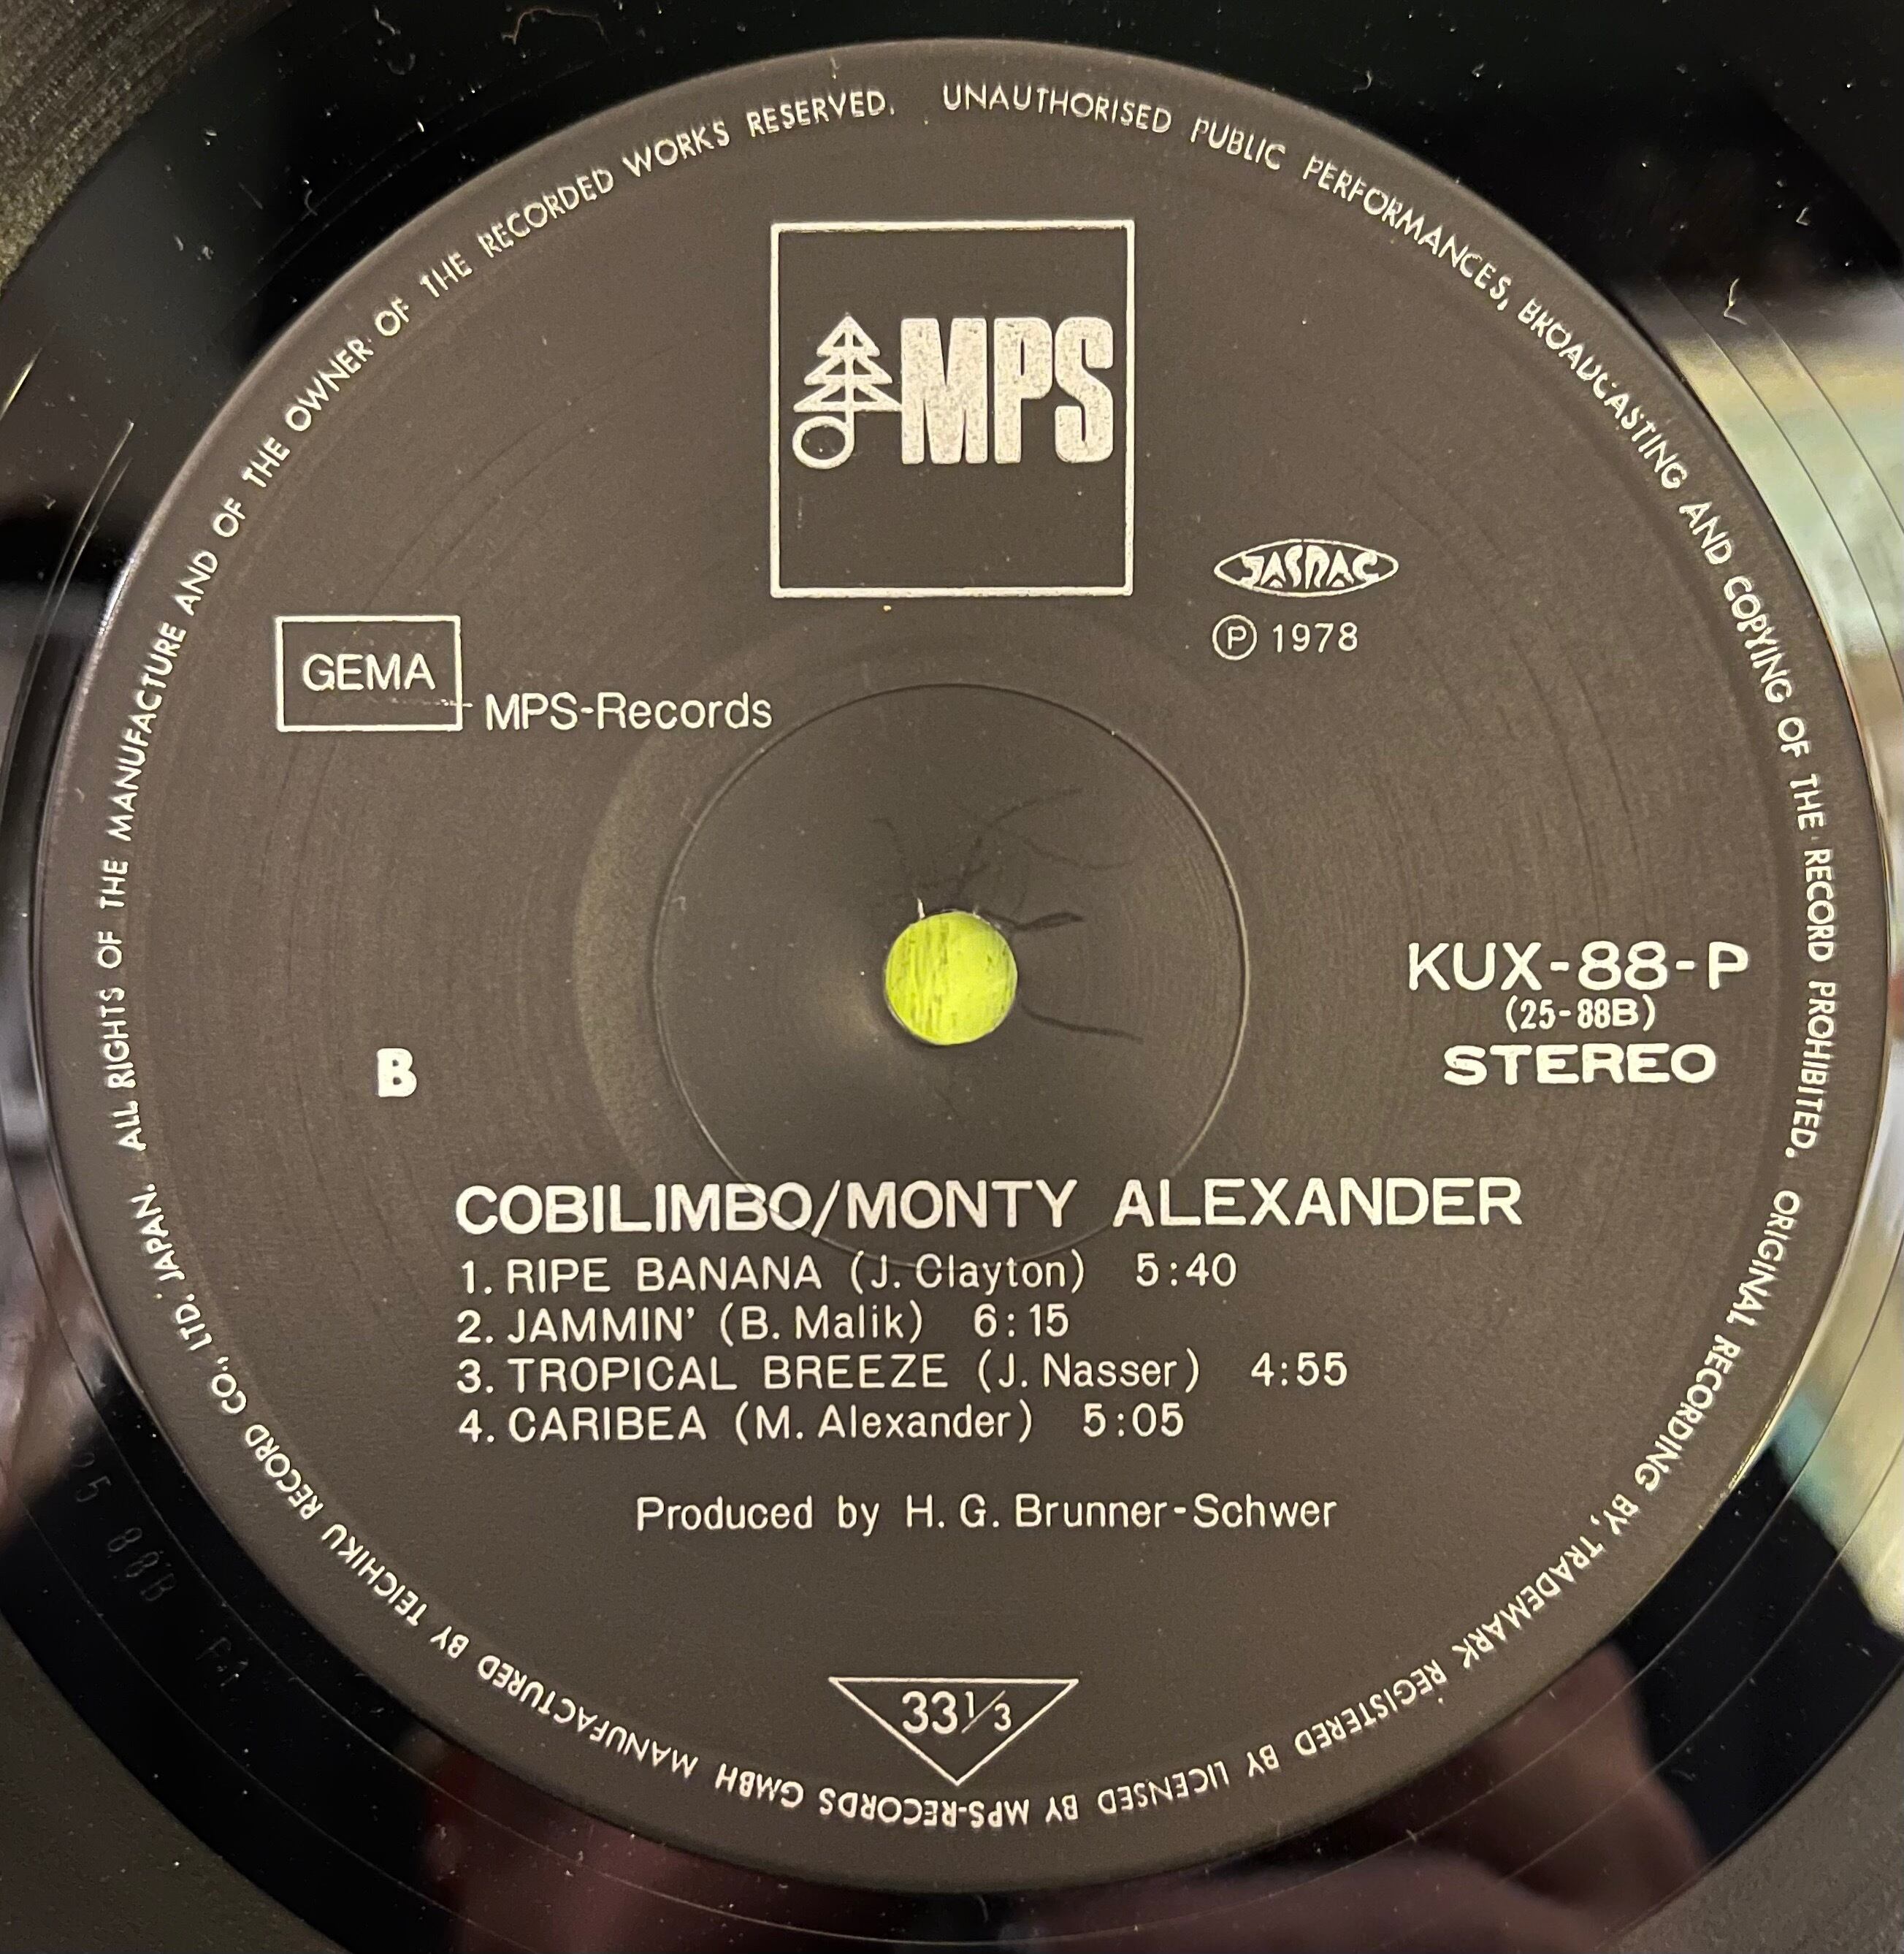 ALL RIGHTS OF THE MANUFACTURE AND OF THE OWNER OF THE RECORDED WORKS RESERVED. UNAUTHORISED PUBLIC PERFORMANCES, BROADCASTING AND COPYING OF THE RECORD PROHIBITED. ORIGINAL RECORDING BY, TRADEMARK REGISTERED BY LICENSED BY MPS-RECORDS GMBH MANUFACTURED BY TEICHIKU RECORD CO., LTD. JAPAN.
MPS
JASRAC
Ⓟ 1978
GEMA
MPS-Records
KUX-88-P
(25-88B)
STEREO
B
COBILIMBO/MONTY ALEXANDER
1. RIPE BANANA (J. Clayton) 5:40
2. JAMMIN' (B. Malik) 6:15
3. TROPICAL BREEZE (J. Nasser) 4:55
4. CARIBEA (M. Alexander) 5:05
Produced by H. G. Brunner-Schwer
33 1/3
88B